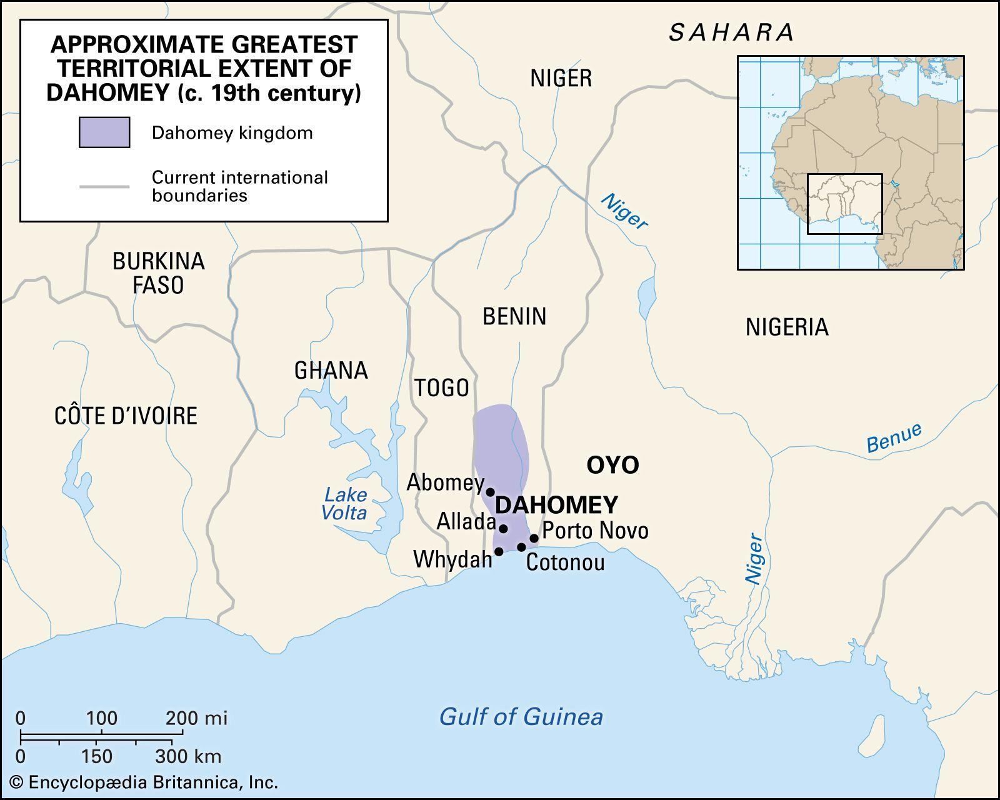 APPROXIMATE GREATEST
TERRITORIAL EXTENT OF
DAHOMEY (c. 19th century)
Dahomey kingdom
Current international
boundaries
SAHARA
NIGER
Niger
BURKINA
FASO
BENIN
NIGERIA
GHANA
TOGO
CÔTE D'IVOIRE
Benue
OYO
Abomey
Lake
Volta
DAHOMEY
Allada
Porto Novo
Whydah
Cotonou
Niger
Gulf of Guinea
0 100 200 mi
0 150 300 km
© Encyclopædia Britannica, Inc.